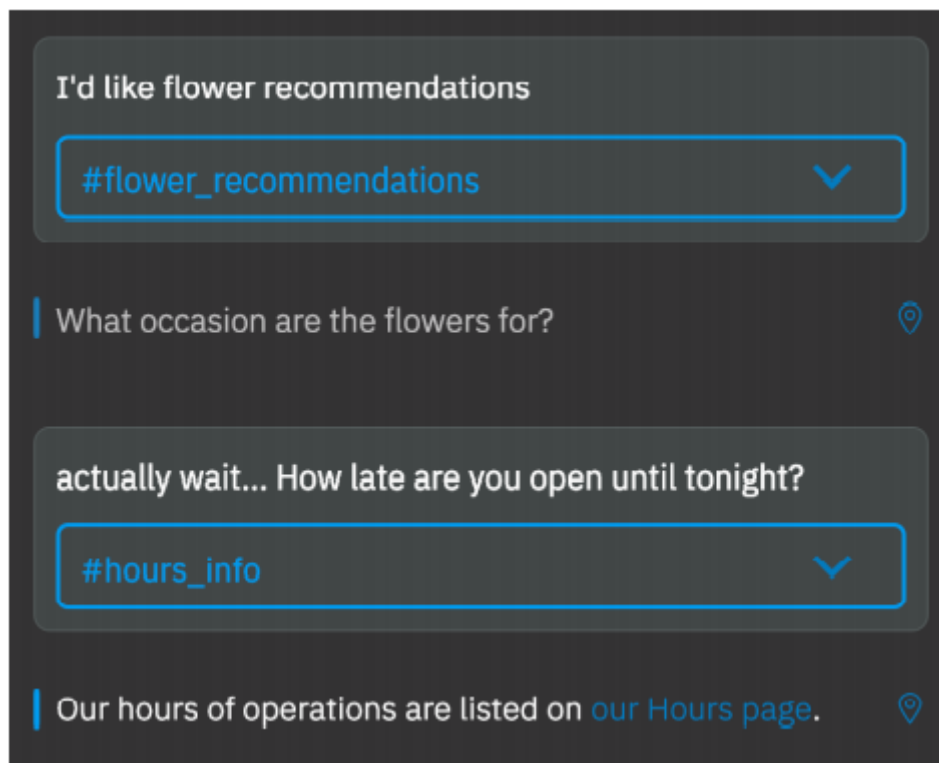 I'd like flower recommendations
#flower_recommendations
What occasion are the flowers for?
actually wait... How late are you open until tonight?
#hours_info
Our hours of operations are listed on our Hours page.